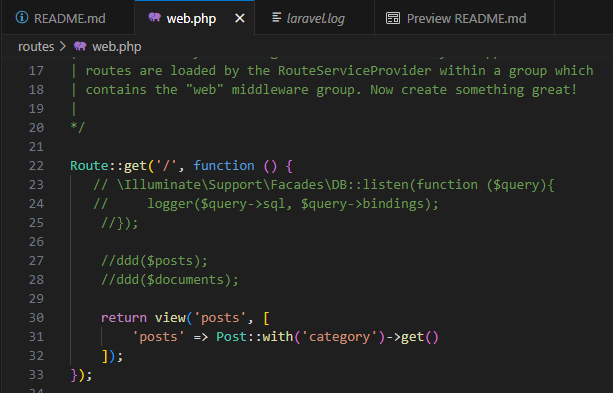 README.md web.php × laravel.log Preview README.md
routes > web.php
17 | routes are loaded by the RouteServiceProvider within a group which
18 | contains the "web" middleware group. Now create something great!
19 |
20 */
21
22 Route::get('/', function () {
23 // \Illuminate\Support\Facades\DB::listen(function ($query){
24 // logger($query->sql, $query->bindings);
25 //});
26
27 //ddd($posts);
28 //ddd($documents);
29
30 return view('posts', [
31 'posts' => Post::with('category')->get()
32 ]);
33 });